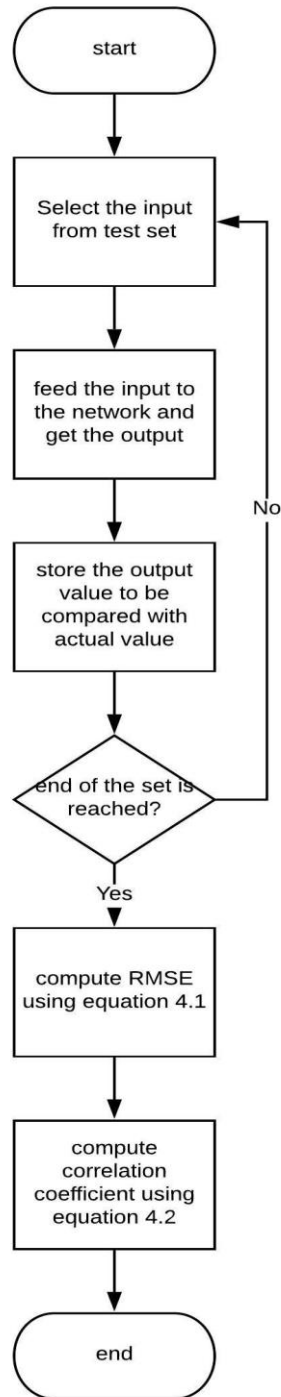 start
Select the input
from test set
feed the input to
the network and
get the output
No
store the output
value to be
compared with
actual value
end of the set is
reached?
Yes
compute RMSE
using equation 4.1
compute
correlation
coefficient using
equation 4.2
end